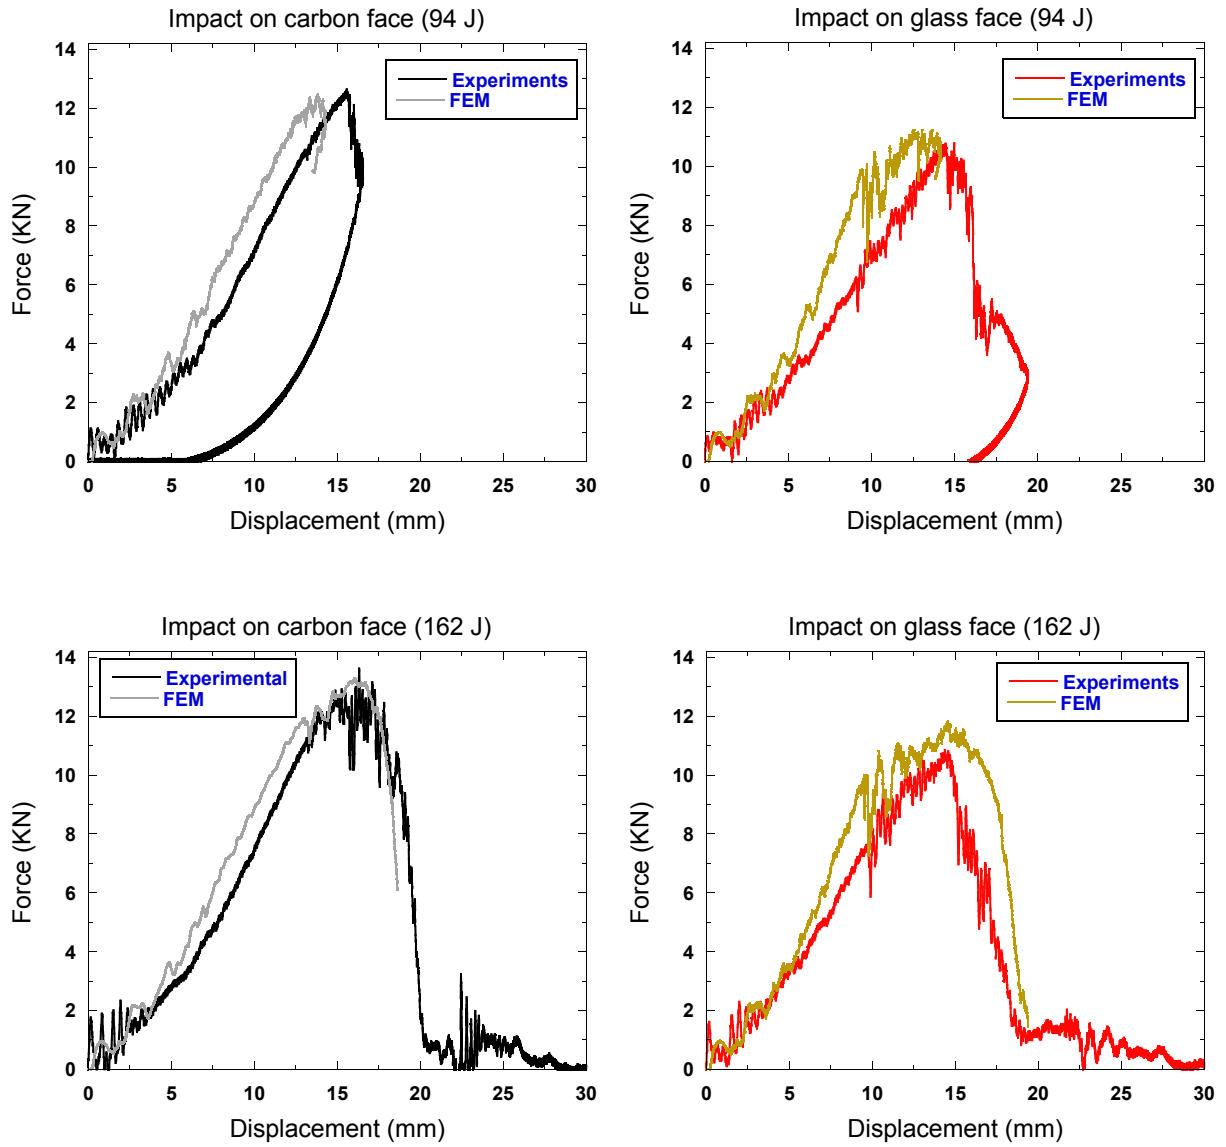 Impact on carbon face (94 J)
14
12
10
8
6
4
2
0
Force (KN)
Experiments
FEM
0 5 10 15 20 25 30
Displacement (mm)
Impact on glass face (94 J)
14
12
10
8
6
4
2
0
Force (KN)
Experiments
FEM
0 5 10 15 20 25 30
Displacement (mm)
Impact on carbon face (162 J)
14
12
10
8
6
4
2
0
Force (KN)
Experimental
FEM
0 5 10 15 20 25 30
Displacement (mm)
Impact on glass face (162 J)
14
12
10
8
6
4
2
0
Force (KN)
Experiments
FEM
0 5 10 15 20 25 30
Displacement (mm)